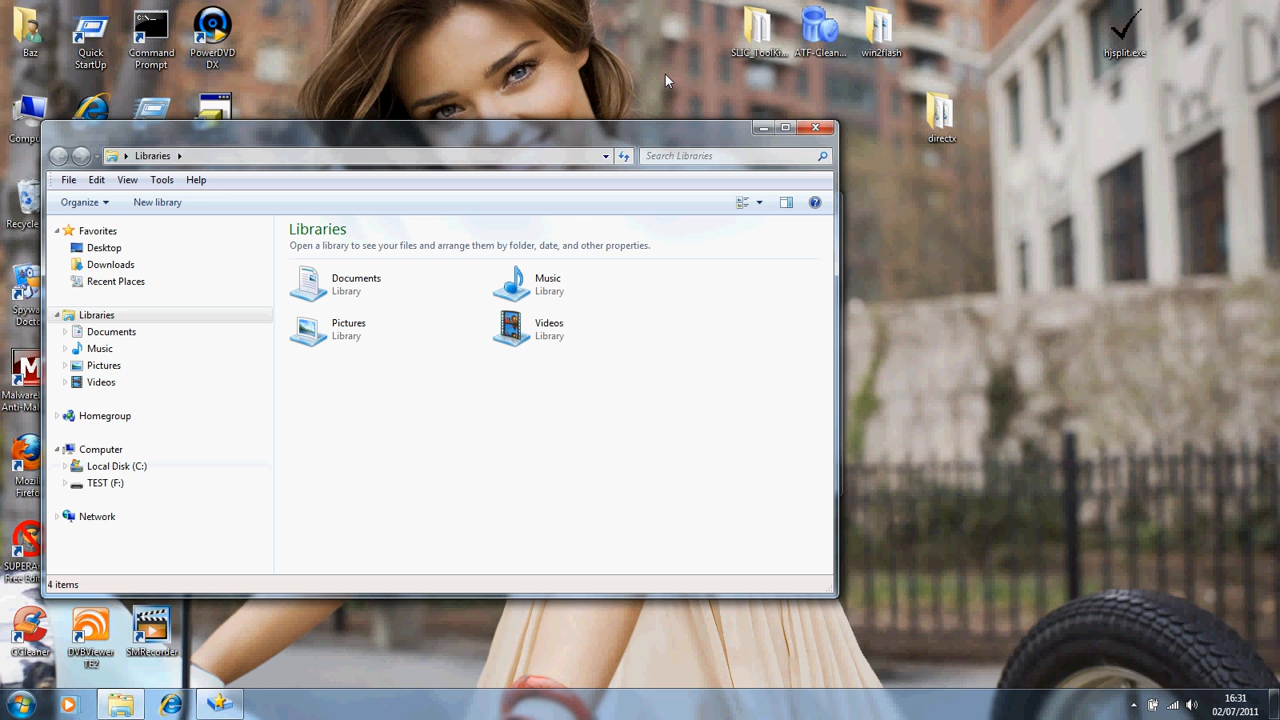 Baz
Quick
StartUp
Command
Prompt
PowerDVD
DX
SLIC_ToolKi...
ATF-Clean...
win2flash
hjsplit.exe
directx
Libraries
Search Libraries
File Edit View Tools Help
Organize New library
Favorites
Desktop
Downloads
Recent Places
Libraries
Documents
Music
Pictures
Videos
Homegroup
Computer
Local Disk (C:)
TEST (F:)
Network
Libraries
Open a library to see your files and arrange them by folder, date, and other properties.
Documents
Library
Music
Library
Pictures
Library
Videos
Library
4 items
Recycle
CCleaner
DVBViewer
TE2
SMRecorder
16:31
02/07/2011